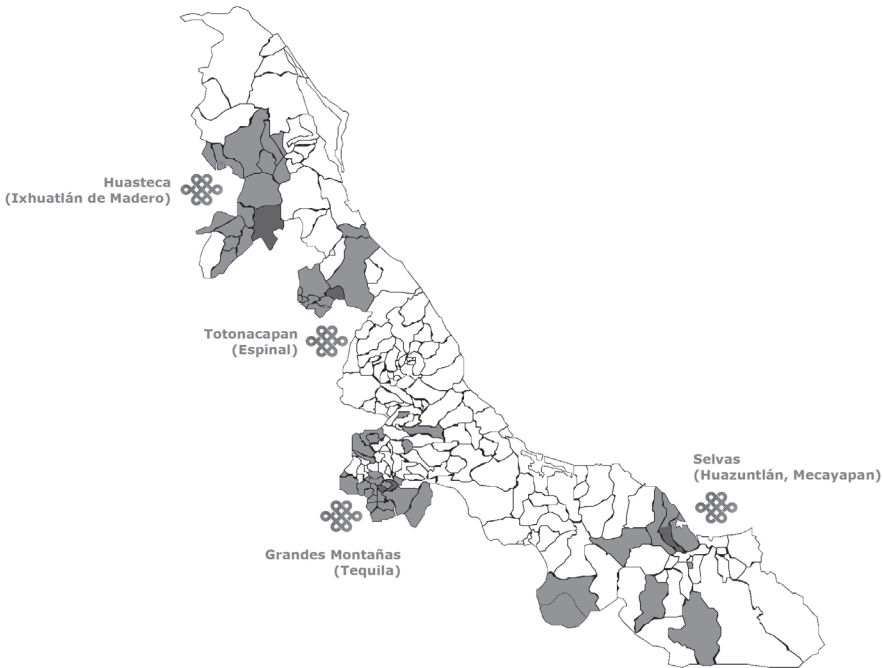 Huasteca
(Ixhuatlán de Madero)
Totonacapan
(Espinal)
Selvas
(Huazuntlán, Mecayapan)
Grandes Montañas
(Tequila)